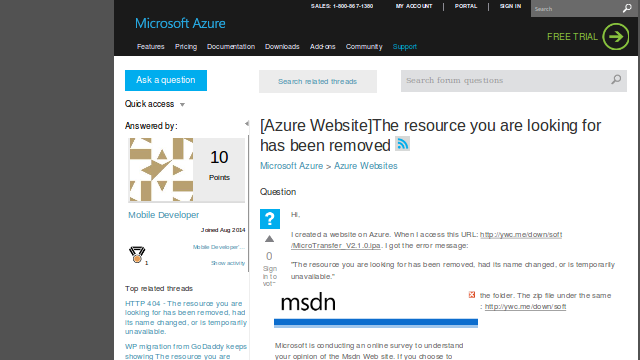 SALES: 1-800-867-1380 MY ACCOUNT PORTAL SIGN IN Search
Microsoft Azure
FREE TRIAL
Features Pricing Documentation Downloads Add-ons Community Support
Ask a question
Search related threads
Search forum questions
Quick access
Answered by:
10
Points
Mobile Developer
Joined Aug 2014
1
Mobile Developer'...
Show activity
Top related threads
HTTP 404 - The resource you are
looking for has been removed. had
its name changed, or is temporarily
unavailable.
WP migration from GoDaddy keeps
showing The resource you are
[Azure Website]The resource you are looking for
has been removed
Microsoft Azure > Azure Websites
Question
?
0
Sign
in to
vote
Hi.
I created a website on Azure. When I access this URL: http://ywc.me/down/soft
/MicroTransfer_V2.1.0.ipa. I got the error message:
"The resource you are looking for has been removed, had its name changed, or is temporarily
unavailable."
msdn
the folder. The zip file under the same
: http://ywc.me/down/soft
Microsoft is conducting an online survey to understand
your opinion of the Msdn Web site. If you choose to